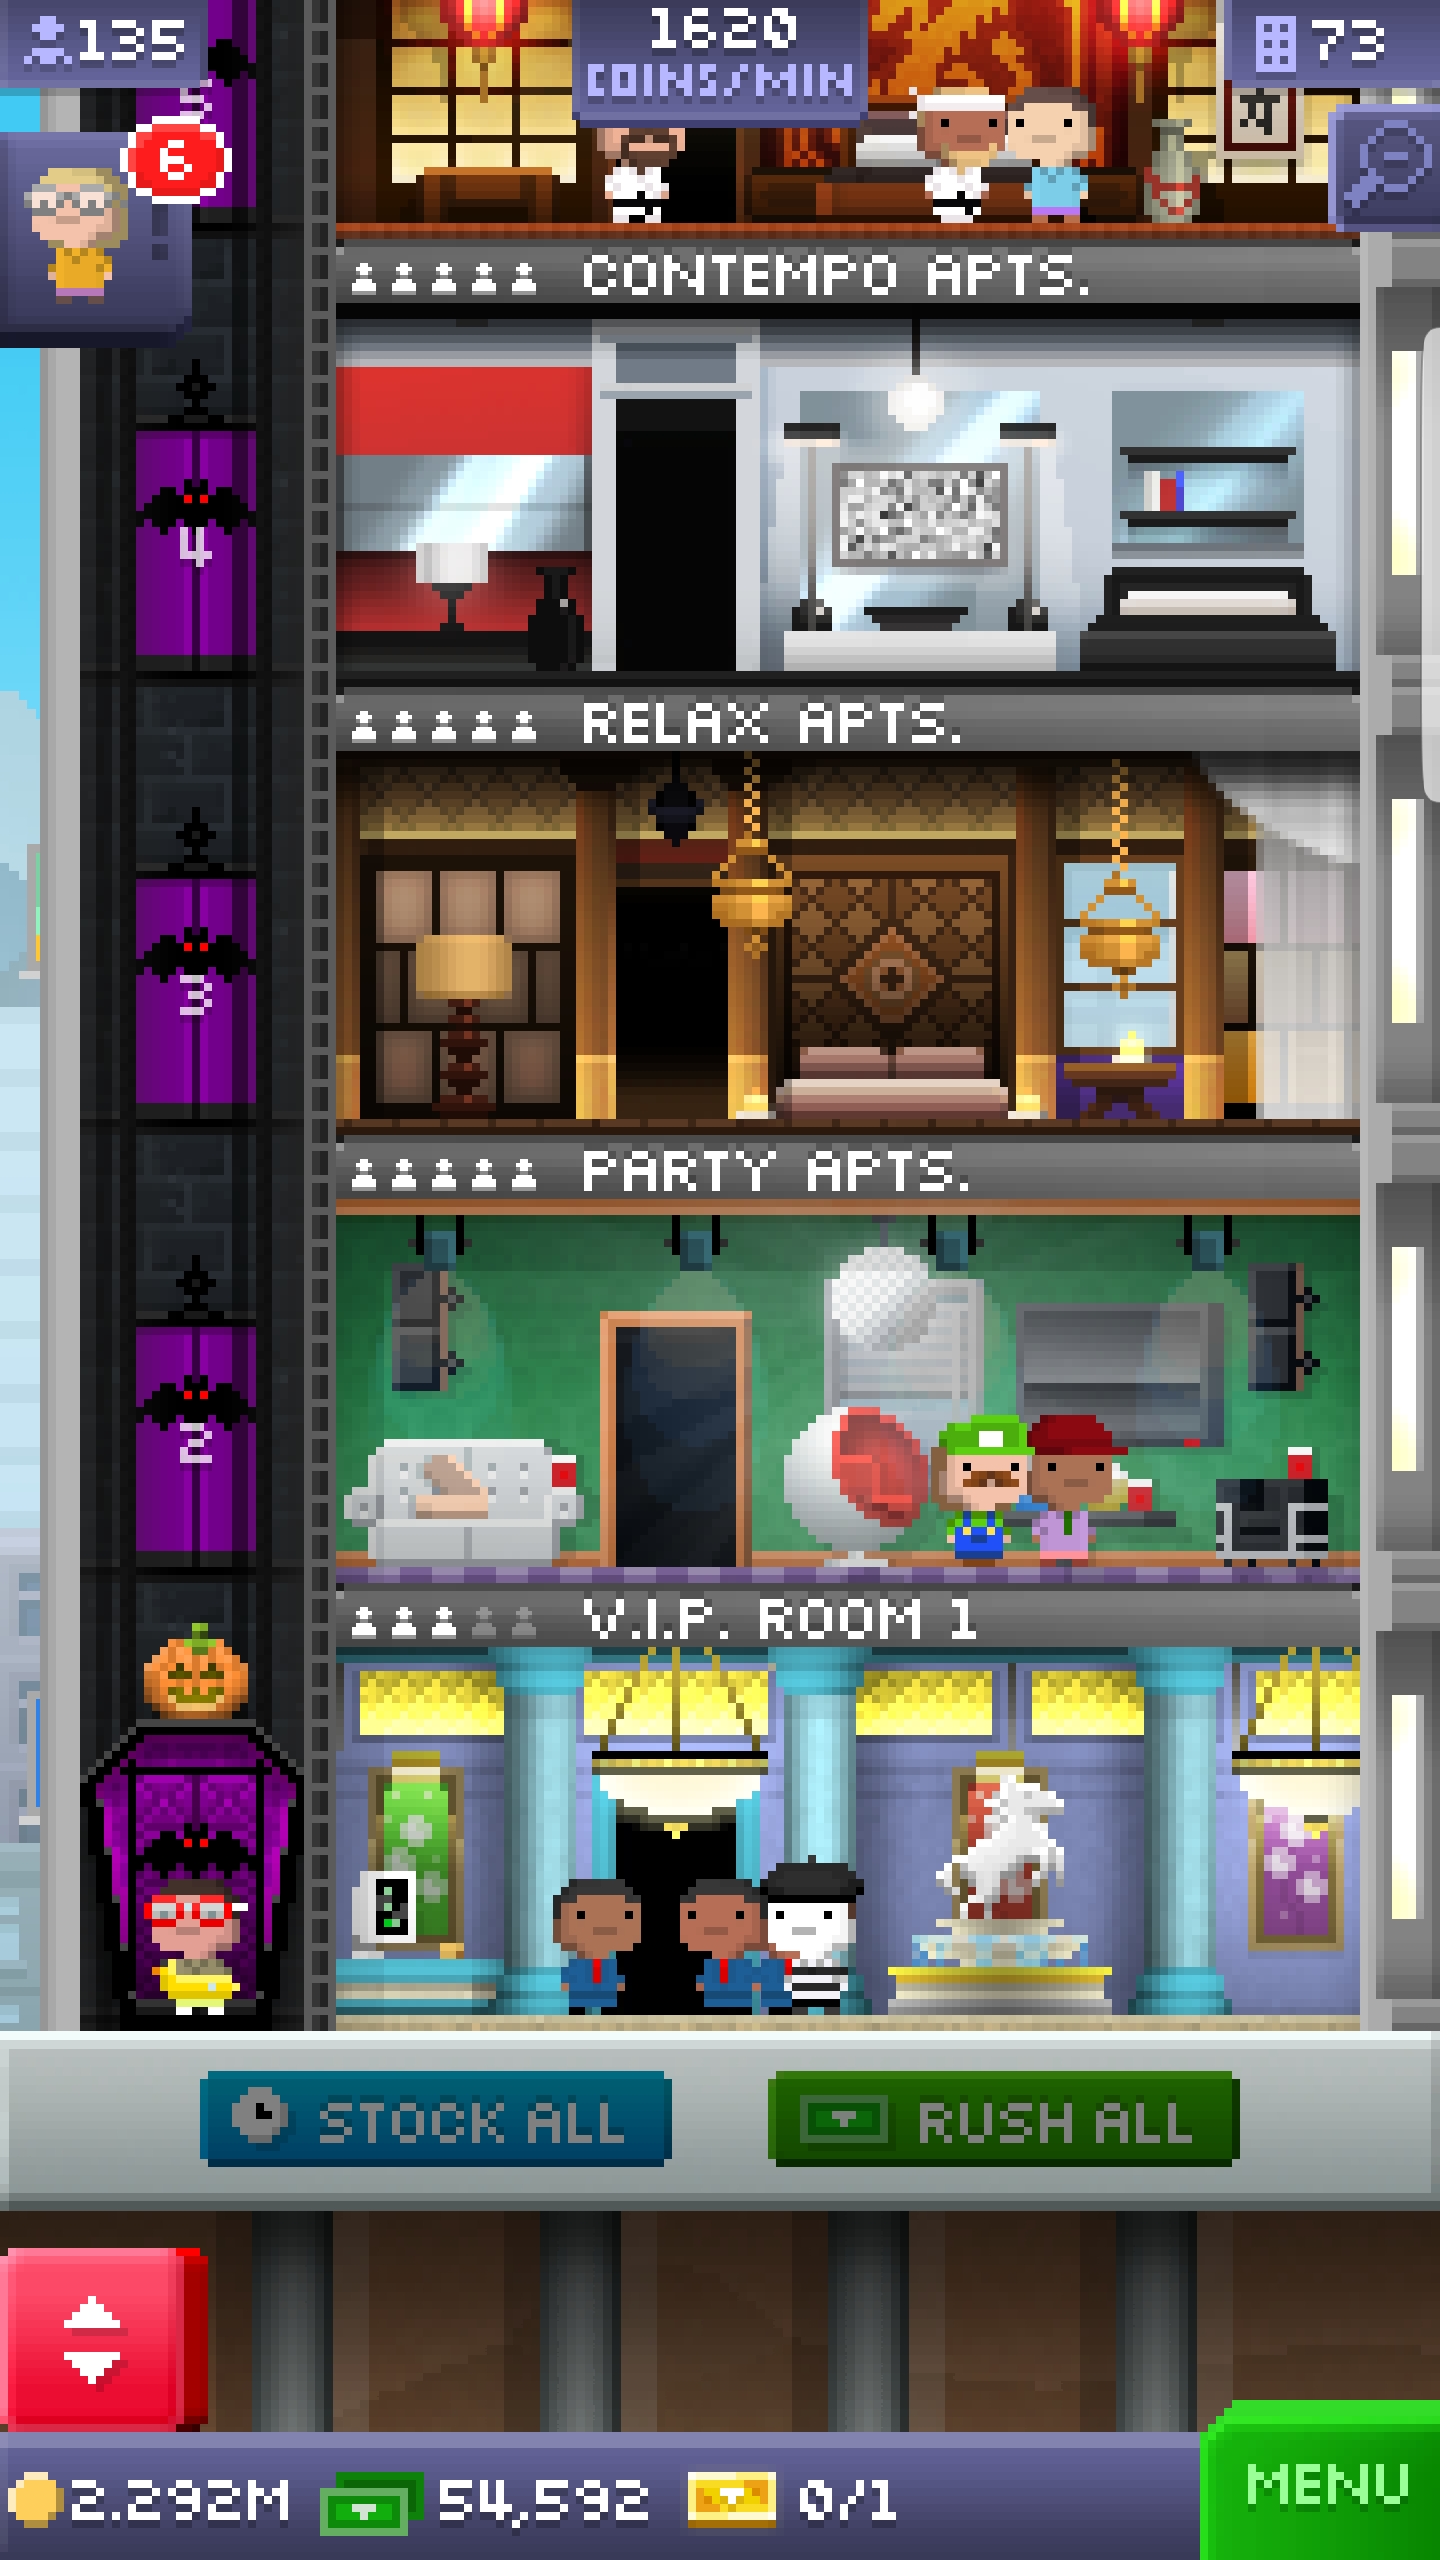 135
1620
COINS/MIN
73
5
6
CONTEMPO APTS.
4
RELAX APTS.
3
PARTY APTS.
2
V.I.P. ROOM 1
STOCK ALL
RUSH ALL
2.292M
54,592
0/1
MENU